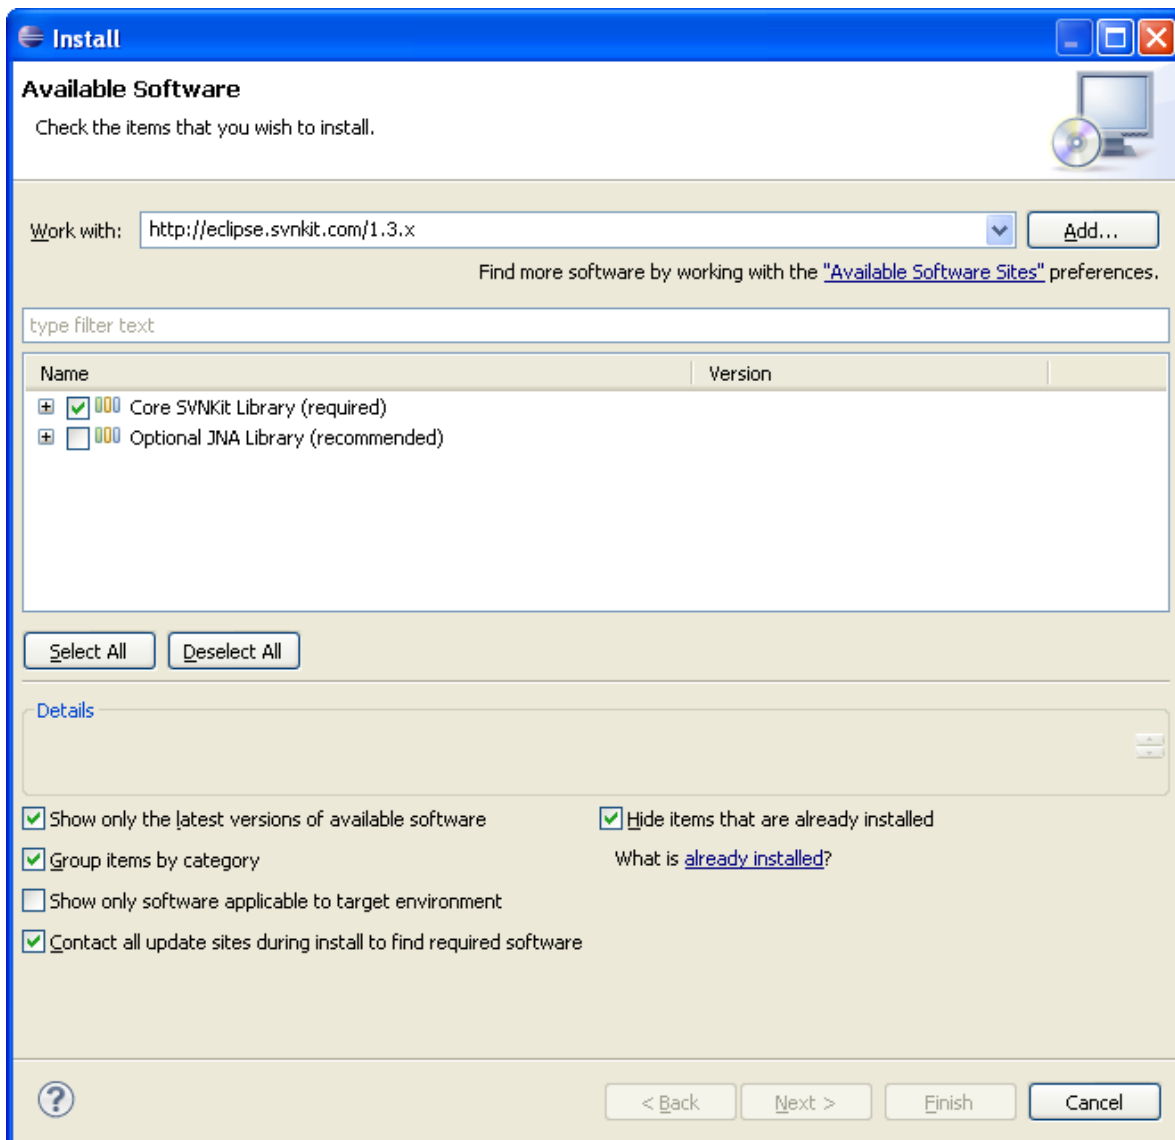 Install
Available Software
Check the items that you wish to install.
Work with: http://eclipse.svnkit.com/1.3.x Add...
Find more software by working with the "Available Software Sites" preferences.
type filter text
Name Version
Core SVNKit Library (required)
Optional JNA Library (recommended)
Select All Deselect All
Details
Show only the latest versions of available software Hide items that are already installed
Group items by category What is already installed?
Show only software applicable to target environment
Contact all update sites during install to find required software
? < Back Next > Finish Cancel